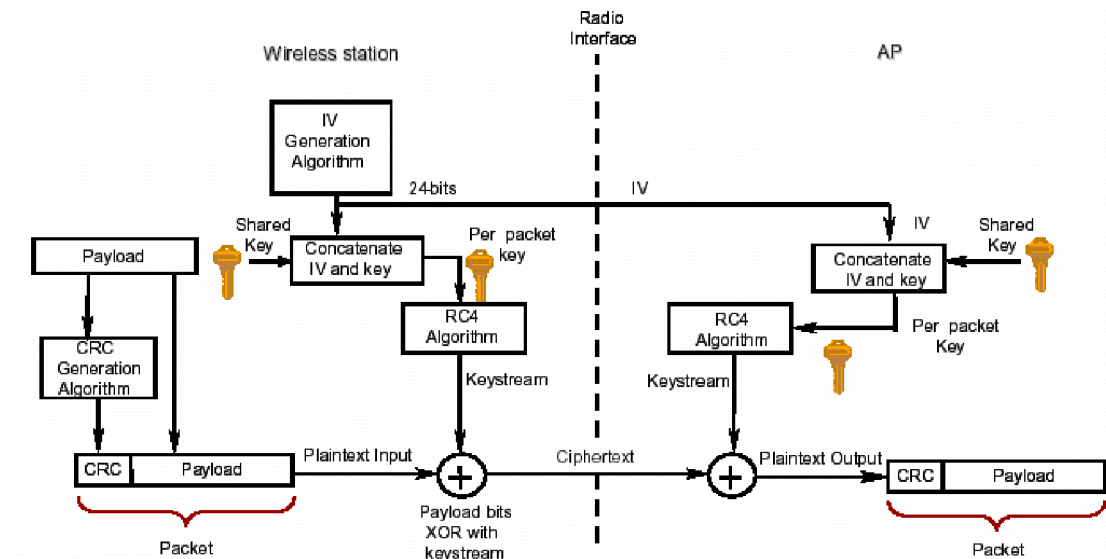 Radio
Interface
Wireless station
AP
IV
Generation
Algorithm
24-bits
IV
Shared
Key
Concatenate
IV and key
Per packet
key
IV
Shared
Key
Concatenate
IV and key
Payload
RC4
Algorithm
RC4
Algorithm
Per packet
Key
CRC
Generation
Algorithm
Keystream
Keystream
CRC
Payload
Plaintext Input
Ciphertext
Plaintext Output
CRC
Payload
Payload bits
XOR with
keystream
Packet
Packet